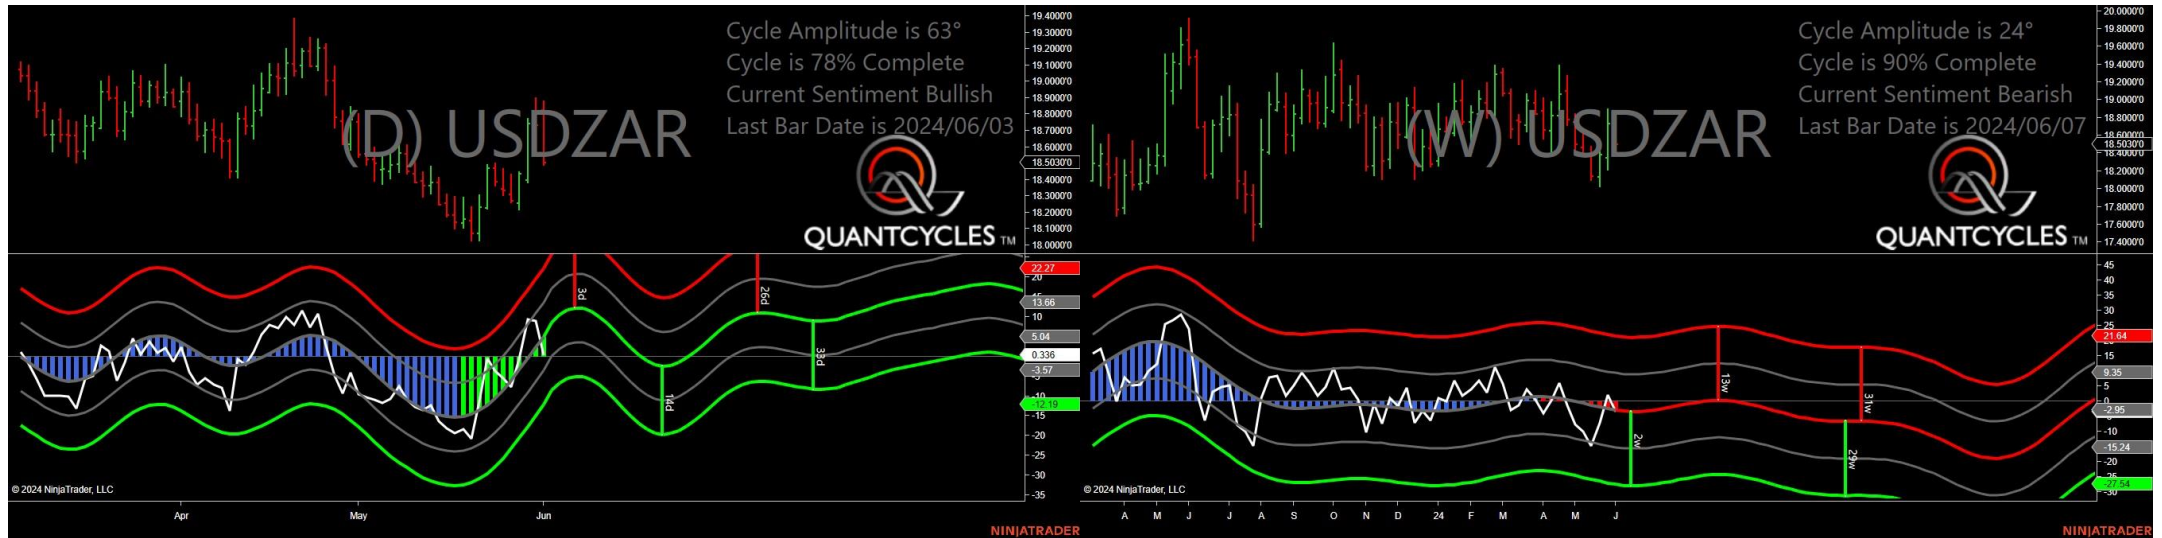 Cycle Amplitude is 63°
Cycle is 78% Complete
Current Sentiment Bullish
Last Bar Date is 2024/06/03
(D) USDZAR
QUANTCYCLES TM
19.4000'0
19.3000'0
19.2000'0
19.1000'0
19.0000'0
18.9000'0
18.8000'0
18.7000'0
18.6000'0
18.5030'0
18.4000'0
18.3000'0
18.2000'0
18.1000'0
18.0000'0
22.27
20
13.66
10
5.04
0.336
-3.57
-12.19
-15
-20
-25
-30
-35
3d
14d
26d
33d
© 2024 NinjaTrader, LLC
Apr
May
Jun
NINJATRADER
Cycle Amplitude is 24°
Cycle is 90% Complete
Current Sentiment Bearish
Last Bar Date is 2024/06/07
(W) USDZAR
QUANTCYCLES TM
20.0000'0
19.8000'0
19.6000'0
19.4000'0
19.2000'0
19.0000'0
18.8000'0
18.6000'0
18.5030'0
18.4000'0
18.2000'0
18.0000'0
17.8000'0
17.6000'0
17.4000'0
45
40
35
30
25
21.64
15
9.35
5
0
-2.95
-10
-15.24
-20
-27.54
-30
2w
13w
29w
31w
© 2024 NinjaTrader, LLC
A
M
J
J
A
S
O
N
D
24
F
M
A
M
J
NINJATRADER